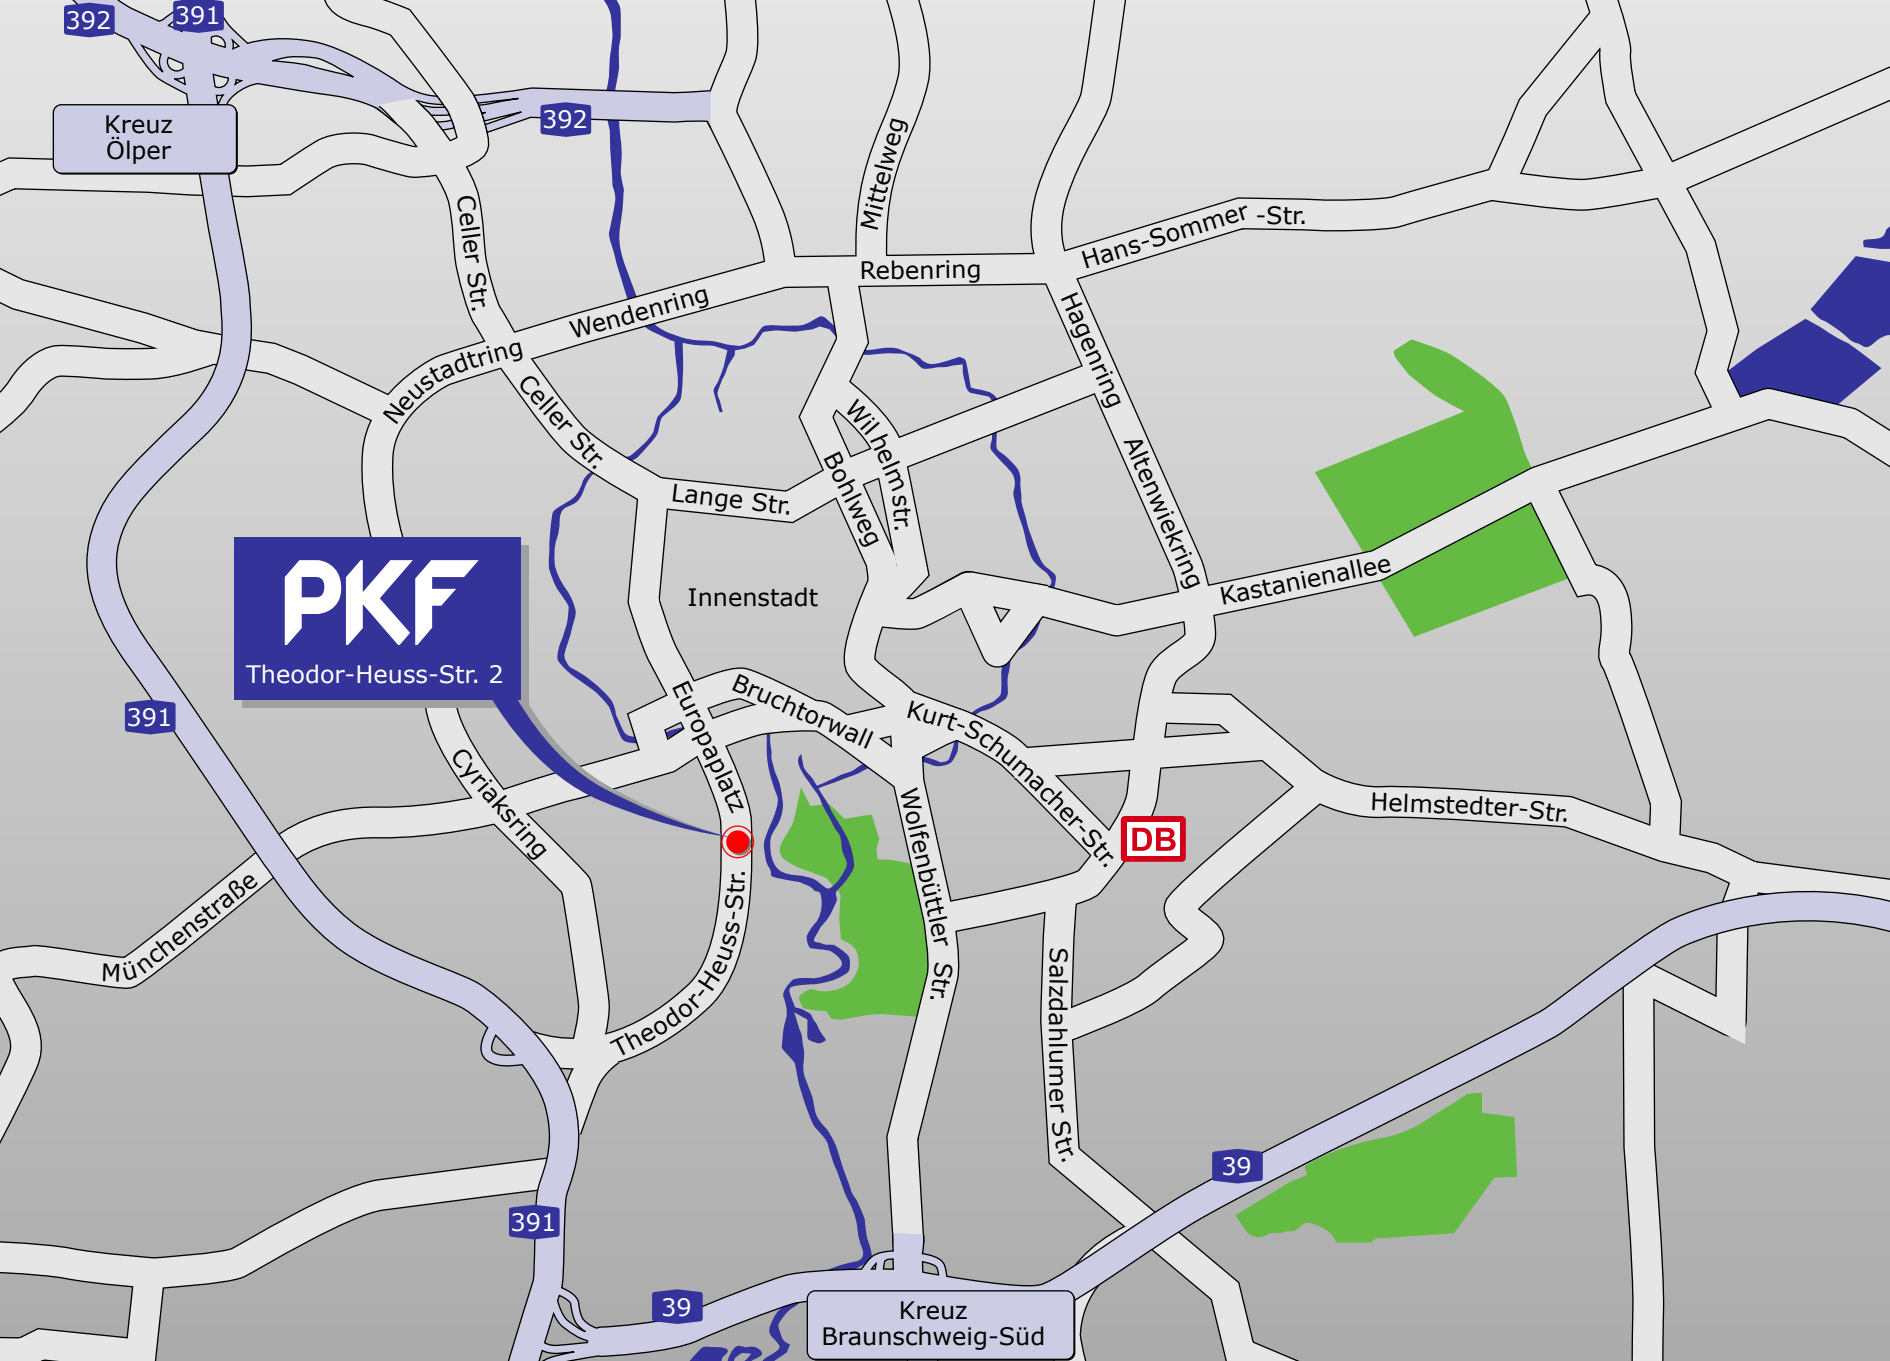 392
391
Kreuz
Ölper
392
Mittelweg
Celler Str.
Hans-Sommer -Str.
Rebenring
Wendenring
Neustadtring
Hagenring
Celler Str.
Wilhelmstr.
Bohlweg
Lange Str.
Altenwiekring
Kastanienallee
Innenstadt
PKF
Theodor-Heuss-Str. 2
391
Europaplatz
Bruchtorwall
Kurt-Schumacher-Str.
Cyriaksring
Wolfenbüttler Str.
Helmstedter-Str.
DB
Münchenstraße
Theodor-Heuss-Str.
Salzdahlumer Str.
39
391
39
Kreuz
Braunschweig-Süd